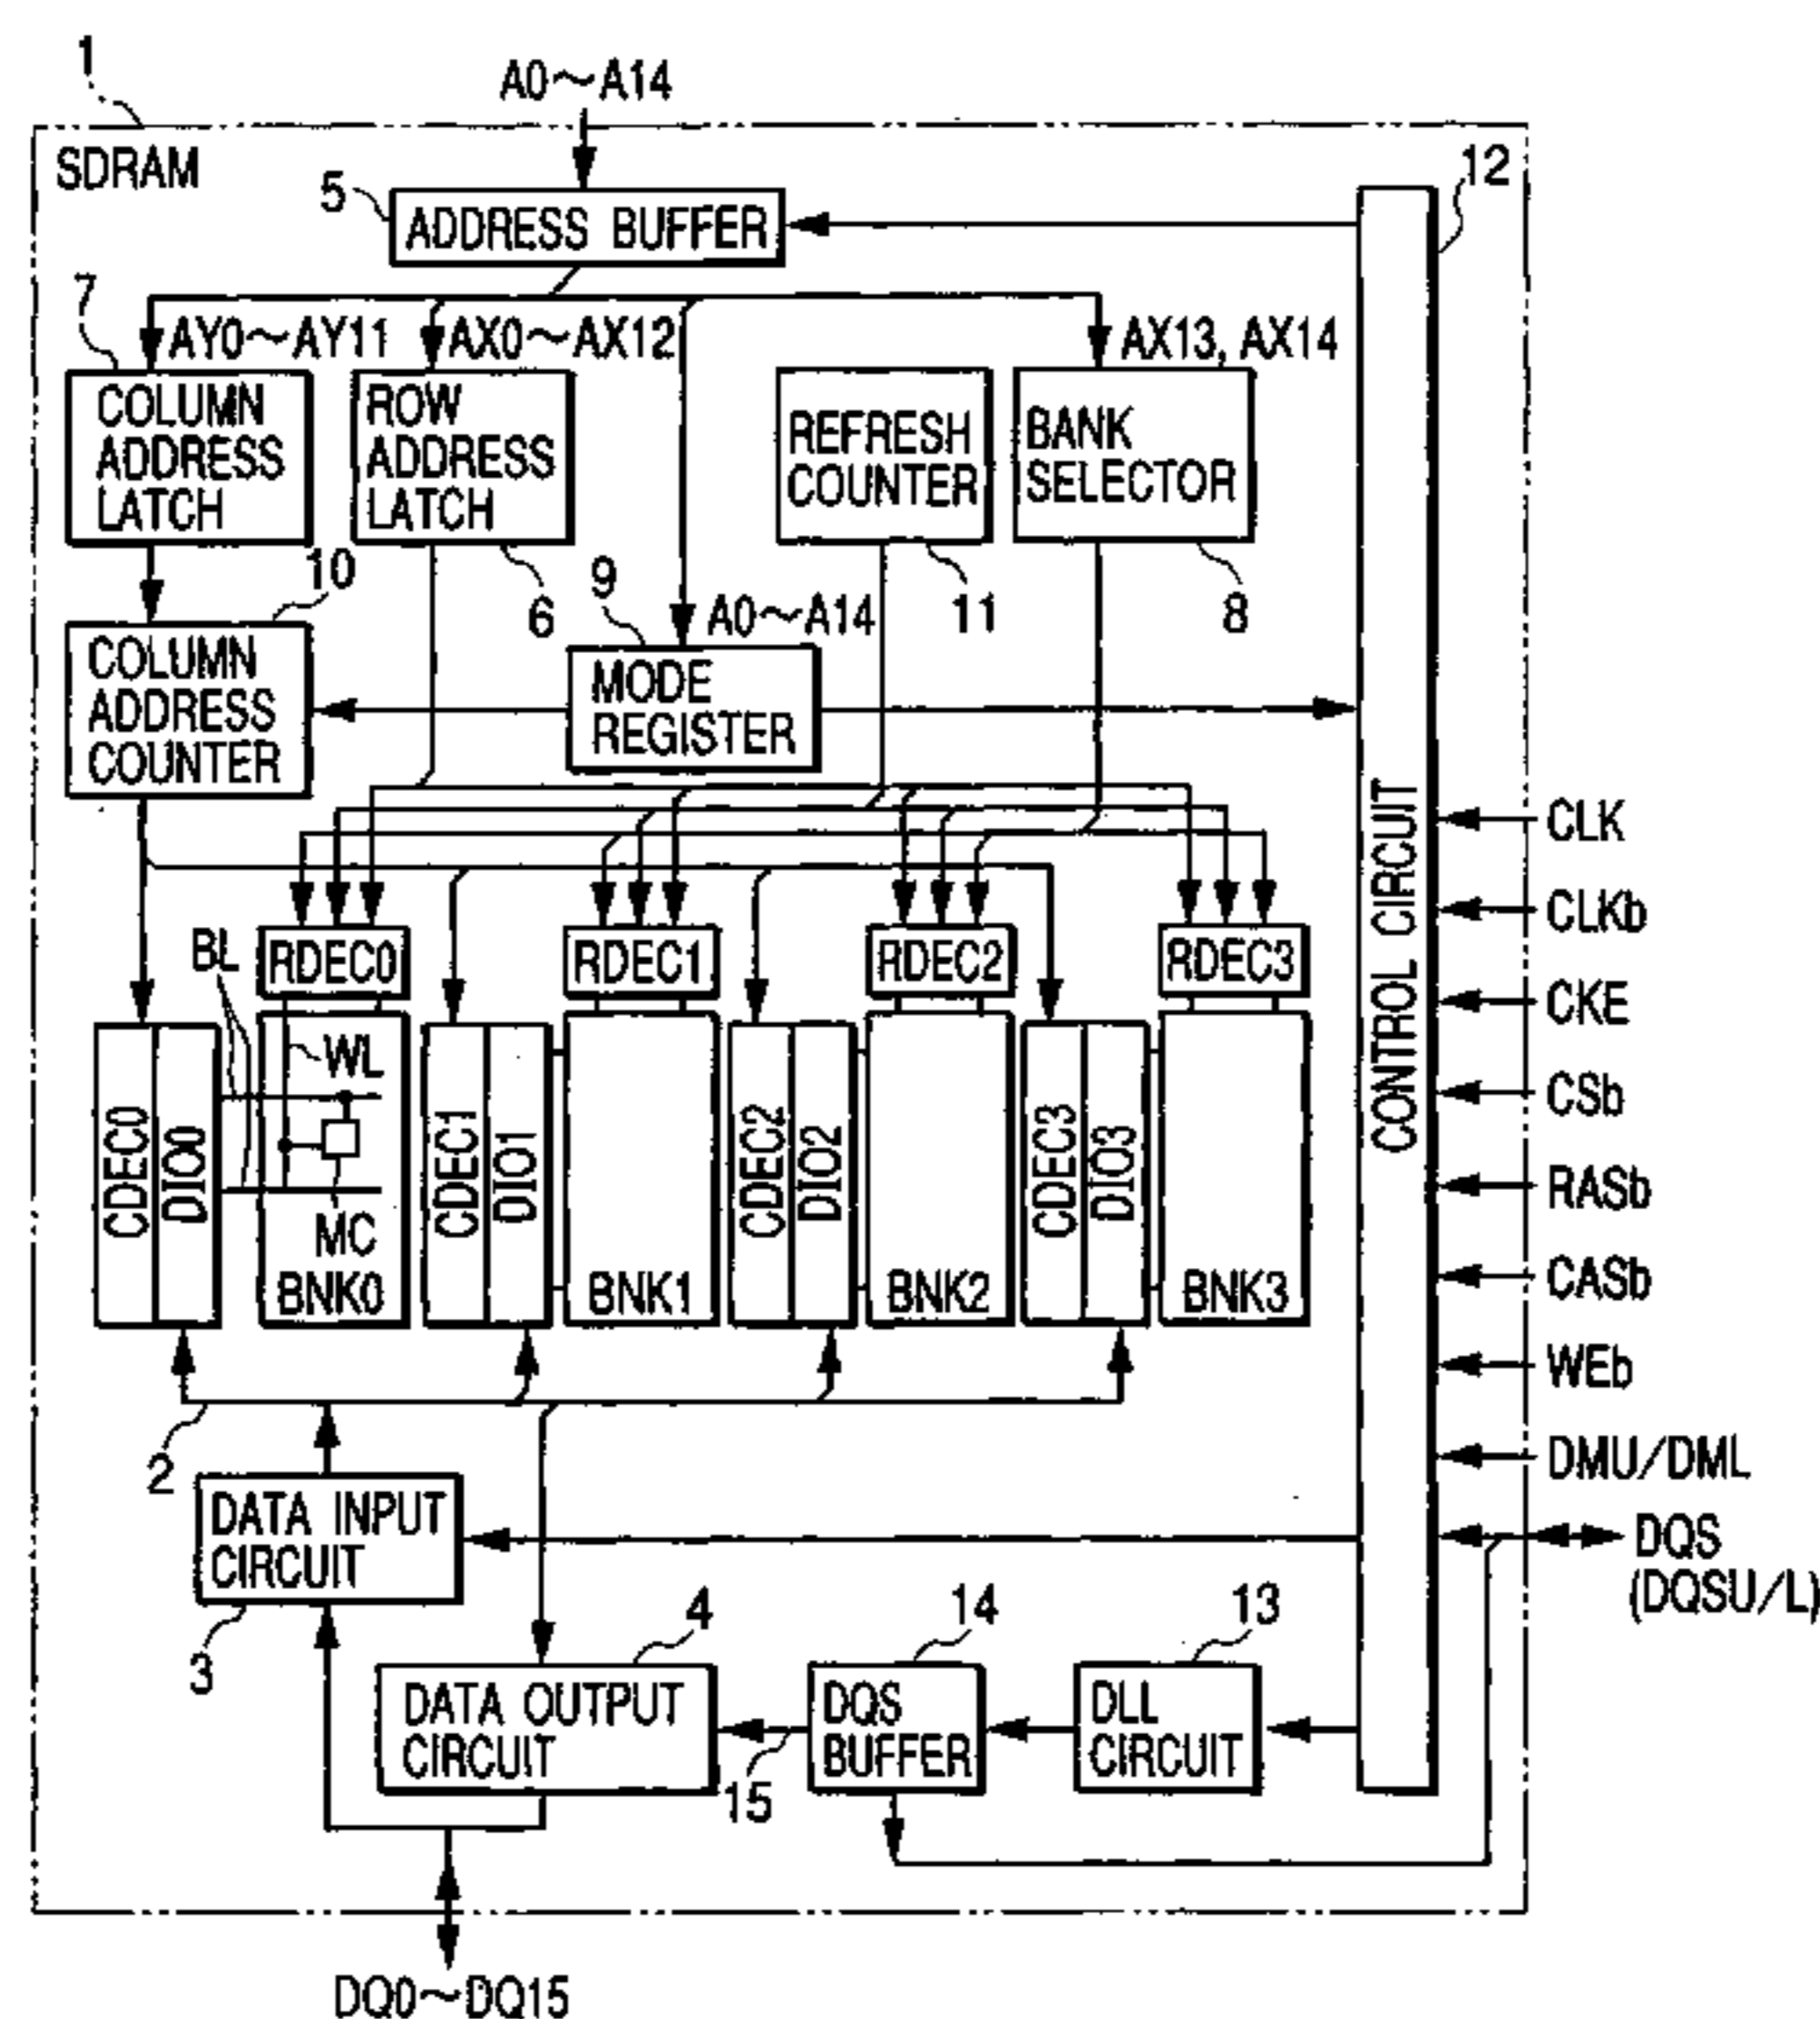 1
A0~A14
SDRAM
12
5
ADDRESS BUFFER
7
AY0~AY11
AX0~AX12
AX13, AX14
COLUMN
ADDRESS
LATCH
ROW
ADDRESS
LATCH
REFRESH
COUNTER
BANK
SELECTOR
10
6
9
A0~A14
11
8
COLUMN
ADDRESS
COUNTER
MODE
REGISTER
CONTROL CIRCUIT
CLK
CLKb
CKE
CSb
RASb
CASb
WEb
DMU/DML
DQS
(DQSU/L)
BL
RDEC0
RDEC1
RDEC2
RDEC3
WL
CDEC0
DIO0
MC
BNK0
CDEC1
DIO1
BNK1
CDEC2
DIO2
BNK2
CDEC3
DIO3
BNK3
2
DATA INPUT
CIRCUIT
3
4
14
13
DATA OUTPUT
CIRCUIT
15
DQS
BUFFER
DLL
CIRCUIT
DQ0~DQ15